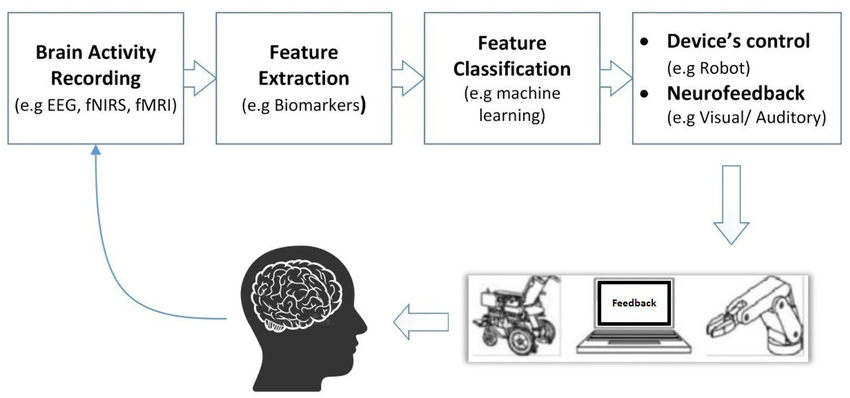 Brain Activity
Recording
(e.g EEG, fNIRS, fMRI)
Feature
Extraction
(e.g Biomarkers)
Feature
Classification
(e.g machine
learning)
• Device's control
(e.g Robot)
• Neurofeedback
(e.g Visual/ Auditory)
Feedback